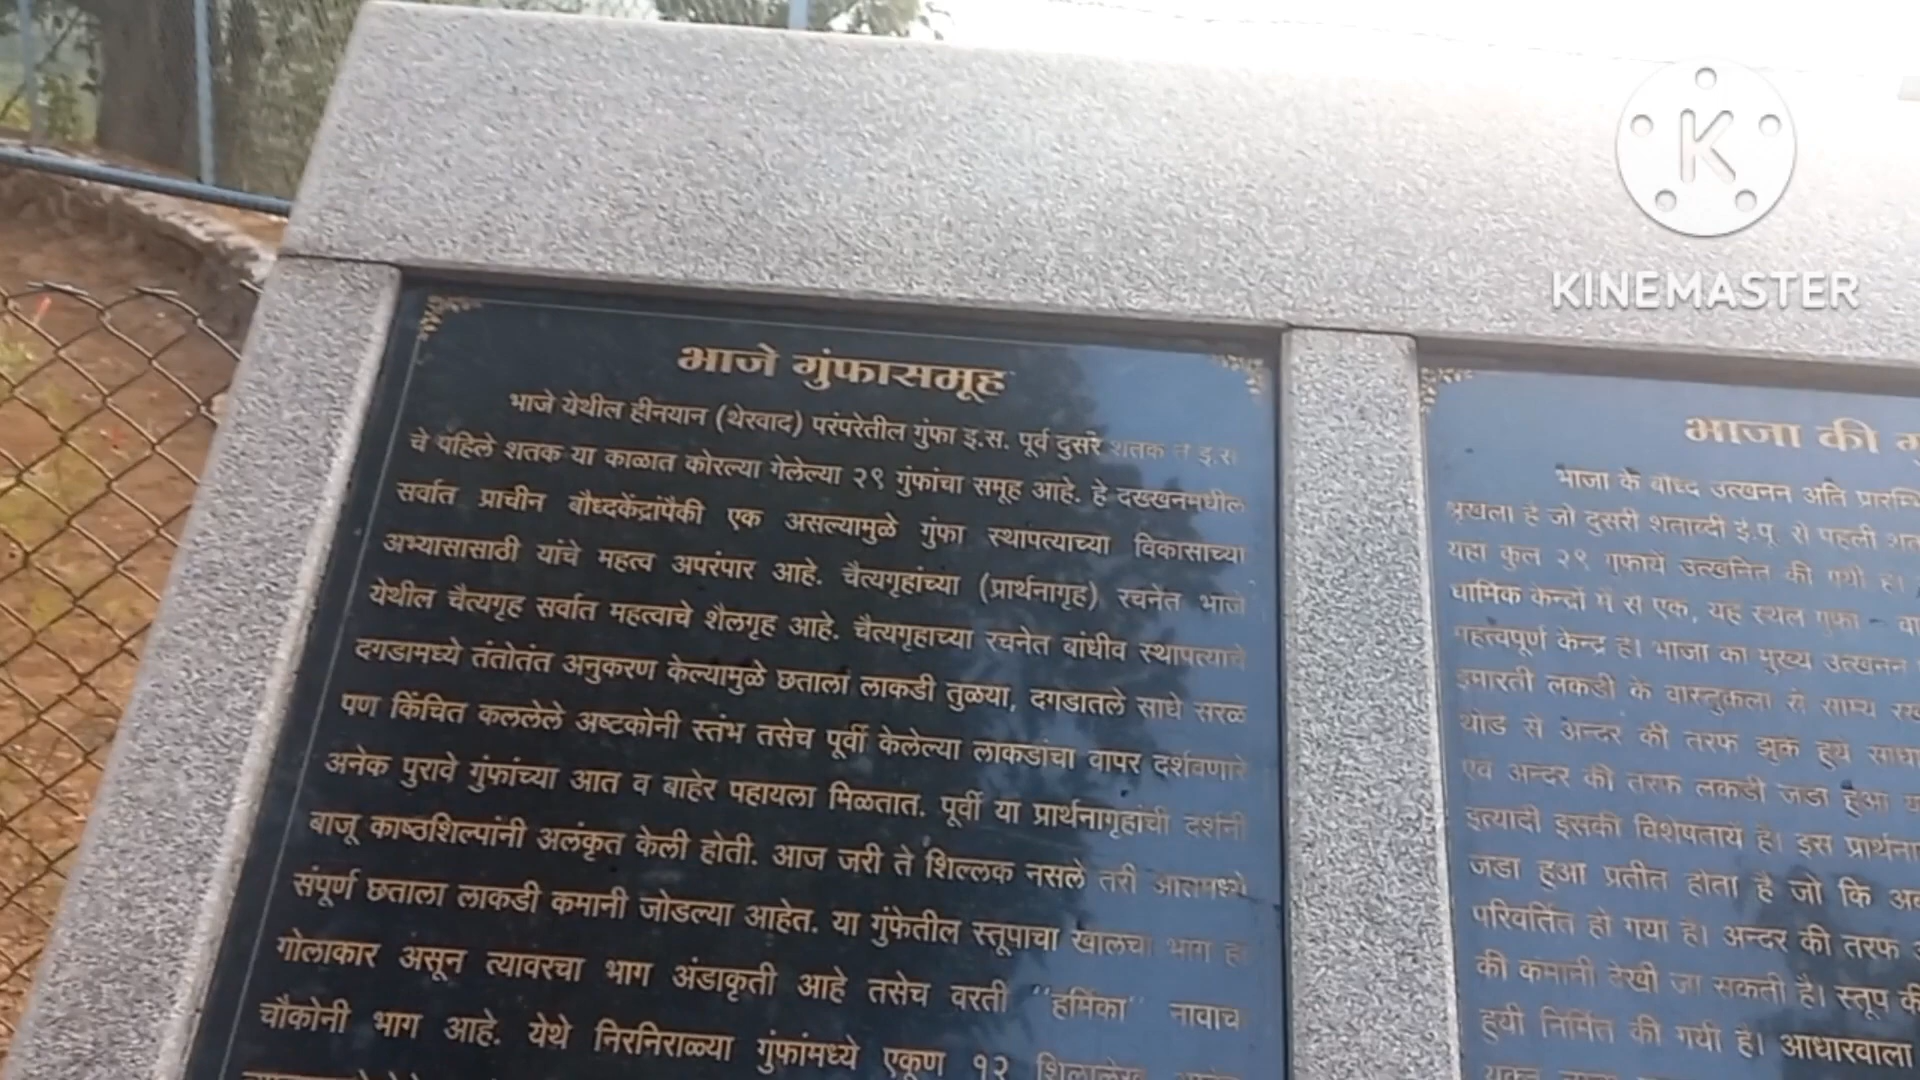 KINEMASTER
भाजे गुंफासमूह
भाजे येथील हीनयान (थेरवाद) परंपरेतील गुंफा इ.स. पूर्व दुसरे शतक ते इ.स
चे पहिले शतक या काळात कोरल्या गेलेल्या २९ गुंफांचा समूह आहे. हे दख्खनमधील
सर्वात प्राचीन बौध्दकेंद्रांपैकी एक असल्यामुळे गुंफा स्थापत्याच्या विकासाच्या
अभ्यासासाठी यांचे महत्व अपरंपार आहे. चैत्यगृहांच्या (प्रार्थनागृह) रचनेत भाजे
येथील चैत्यगृह सर्वात महत्वाचे शैलगृह आहे. चैत्यगृहाच्या रचनेत बांधीव स्थापत्याचे
दगडामध्ये तंतोतंत अनुकरण केल्यामुळे छताला लाकडी तुळया, दगडातले साधे सरळ
पण किंचित कललेले अष्टकोनी स्तंभ तसेच पूर्वी केलेल्या लाकडांचा वापर दर्शवणारे
अनेक पुरावे गुंफांच्या आत व बाहेर पहायला मिळतात. पूर्वी या प्रार्थनागृहांची दर्शनी
बाजू काष्ठशिल्पांनी अलंकृत केली होती. आज जरी ते शिल्लक नसले तरी आतमध्ये
संपूर्ण छताला लाकडी कमानी जोडल्या आहेत. या गुंफेतील स्तूपाचा खालचा भाग हा
गोलाकार असून त्यावरचा भाग अंडाकृती आहे तसेच वरती "हर्मिका" नावाच
चौकोनी भाग आहे. येथे निरनिराळ्या गुंफांमध्ये एकूण १२ शिलालेख
भाजा की
भाजा के बौध्द उत्खनन अति
श्रृखला है जो दुसरी शताब्दी ई.पू. से पहली
यहा कुल २९ गुफायें उत्खनित की गयी है।
धार्मिक केन्द्रों में से एक, यह स्थल गुफा -
महत्वपूर्ण केन्द्र है। भाजा का मुख्य उत्खनन
इमारती लकडी के वास्तुकला से साम्य
थोडे से अन्दर की तरफ झुके हुये
एवं अन्दर की तरफ लकडी जडा हुआ
इत्यादी इसकी विशेषतायें है। इस
जडा हुआ प्रतीत होता है जो कि
परिवर्तित हो गया है। अन्दर की तरफ
की कमानी देखी जा सकती है। स्तूप
हुयी निर्मित की गयी है। आधारवाला